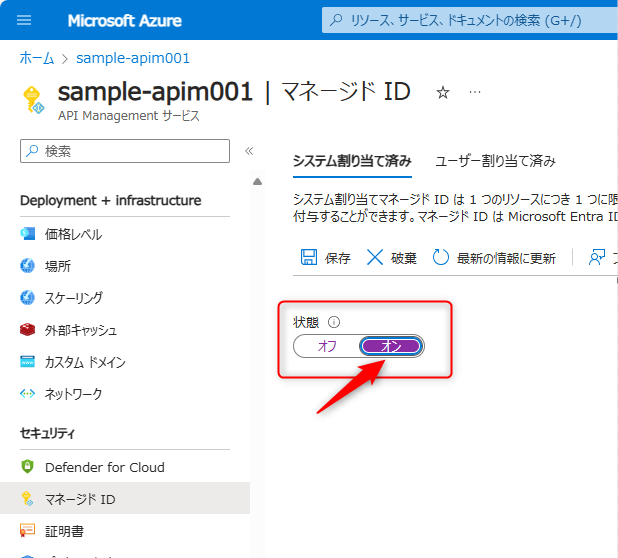 Microsoft Azure
リソース、サービス、ドキュメントの検索 (G+/)
ホーム > sample-apim001
sample-apim001 | マネージド ID ☆ …
API Management サービス
検索
システム割り当て済み ユーザー割り当て済み
Deployment + infrastructure
価格レベル
場所
スケーリング
外部キャッシュ
カスタム ドメイン
ネットワーク
セキュリティ
Defender for Cloud
マネージド ID
証明書
システム割り当てマネージド ID は 1 つのリソースにつき 1 つに限
付与することができます。マネージド ID は Microsoft Entra ID
保存 破棄 最新の情報に更新
状態
オフ オン